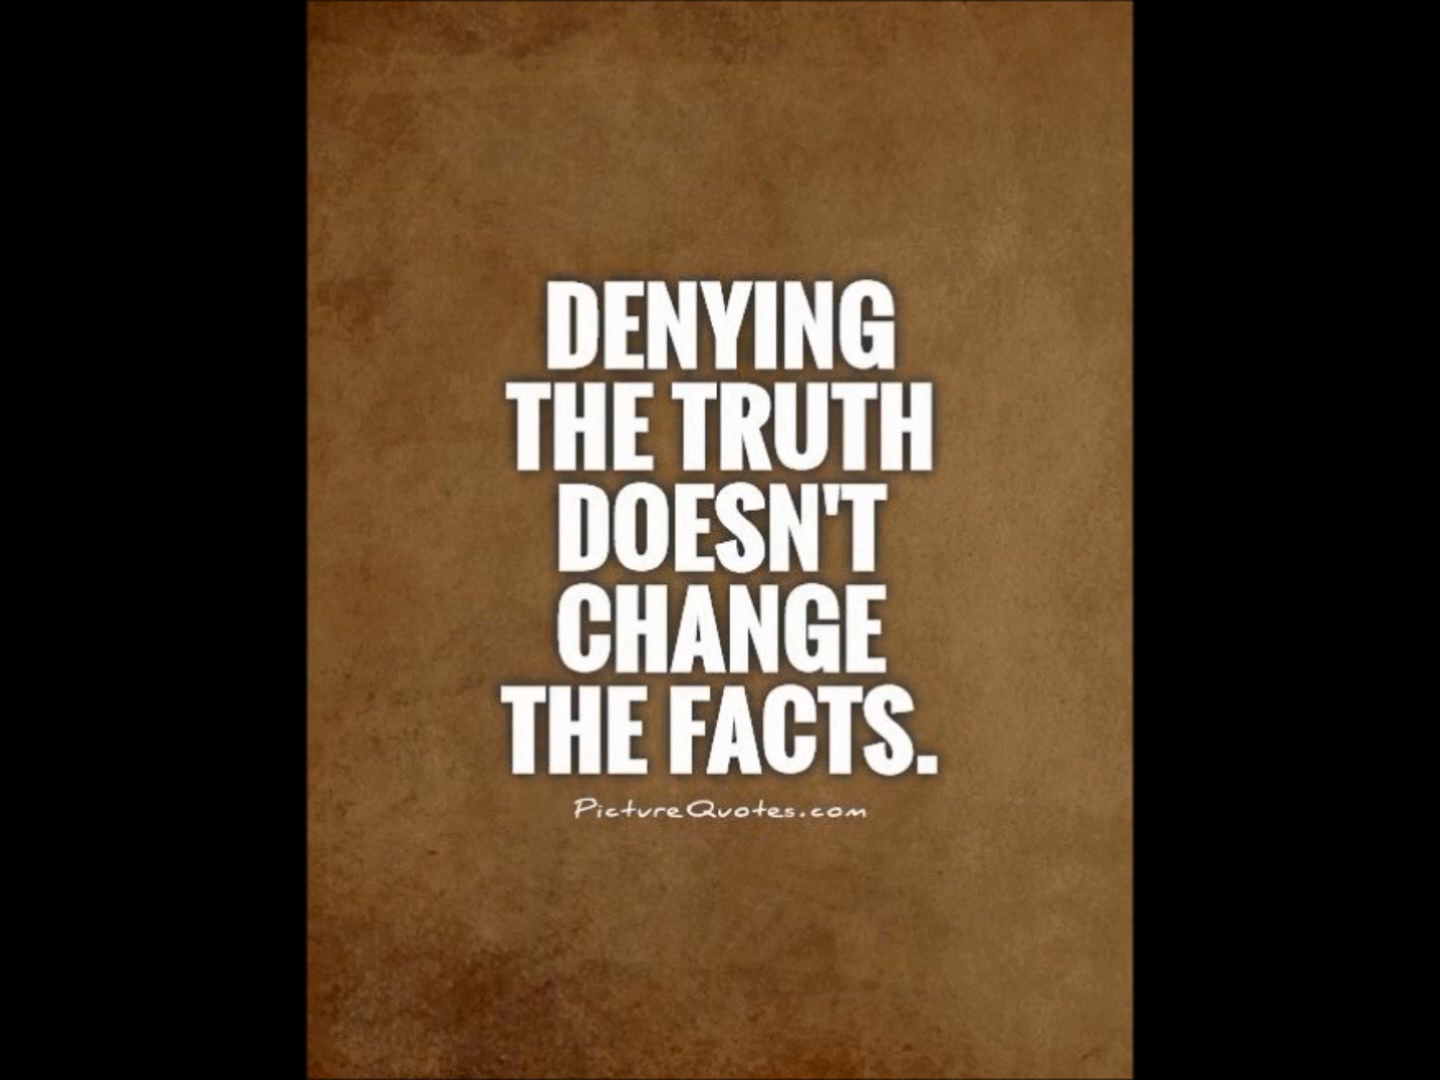 DENYING
THE TRUTH
DOESN'T
CHANGE
THE FACTS.
PictureQuotes.com